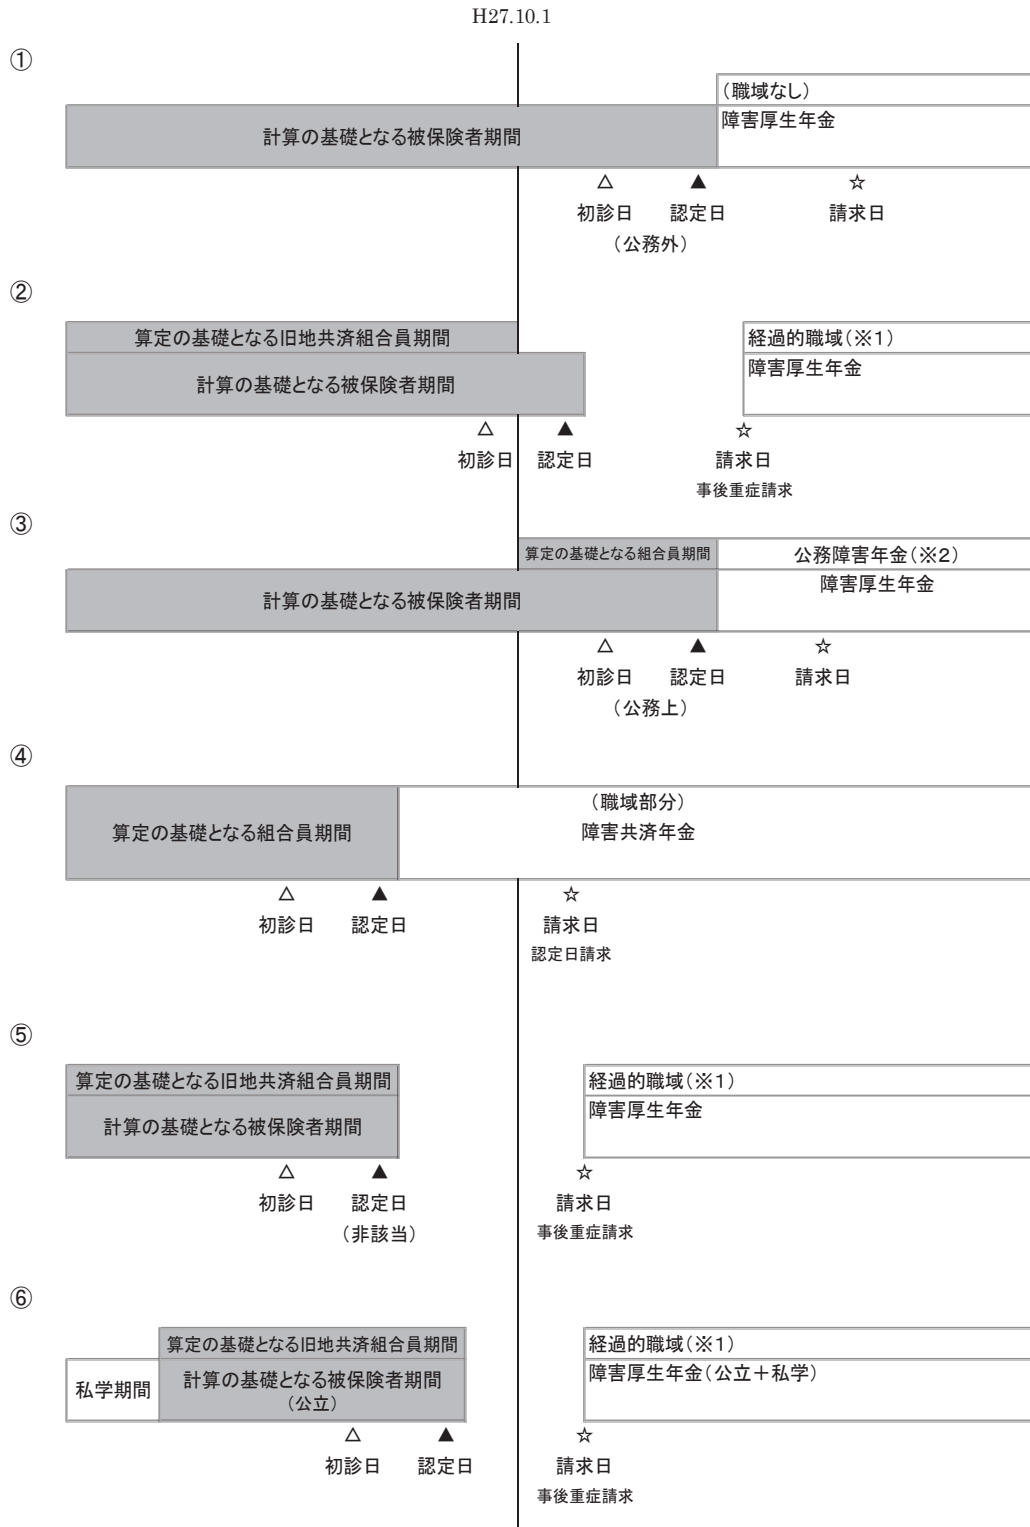 H27.10.1
①
（職域なし）
計算の基礎となる被保険者期間
障害厚生年金
△ ▲ ☆
初診日 認定日 請求日
（公務外）
②
算定の基礎となる旧地共済組合員期間
経過的職域（※1）
計算の基礎となる被保険者期間
障害厚生年金
△ ▲ ☆
初診日 認定日 請求日
事後重症請求
③
算定の基礎となる組合員期間
公務障害年金（※2）
計算の基礎となる被保険者期間
障害厚生年金
△ ▲ ☆
初診日 認定日 請求日
（公務上）
④
（職域部分）
算定の基礎となる組合員期間
障害共済年金
△ ▲ ☆
初診日 認定日 請求日
認定日請求
⑤
算定の基礎となる旧地共済組合員期間
経過的職域（※1）
計算の基礎となる被保険者期間
障害厚生年金
△ ▲ ☆
初診日 認定日 請求日
（非該当） 事後重症請求
⑥
算定の基礎となる旧地共済組合員期間
経過的職域（※1）
私学期間
計算の基礎となる被保険者期間
（公立）
障害厚生年金（公立＋私学）
△ ▲ ☆
初診日 認定日 請求日
事後重症請求